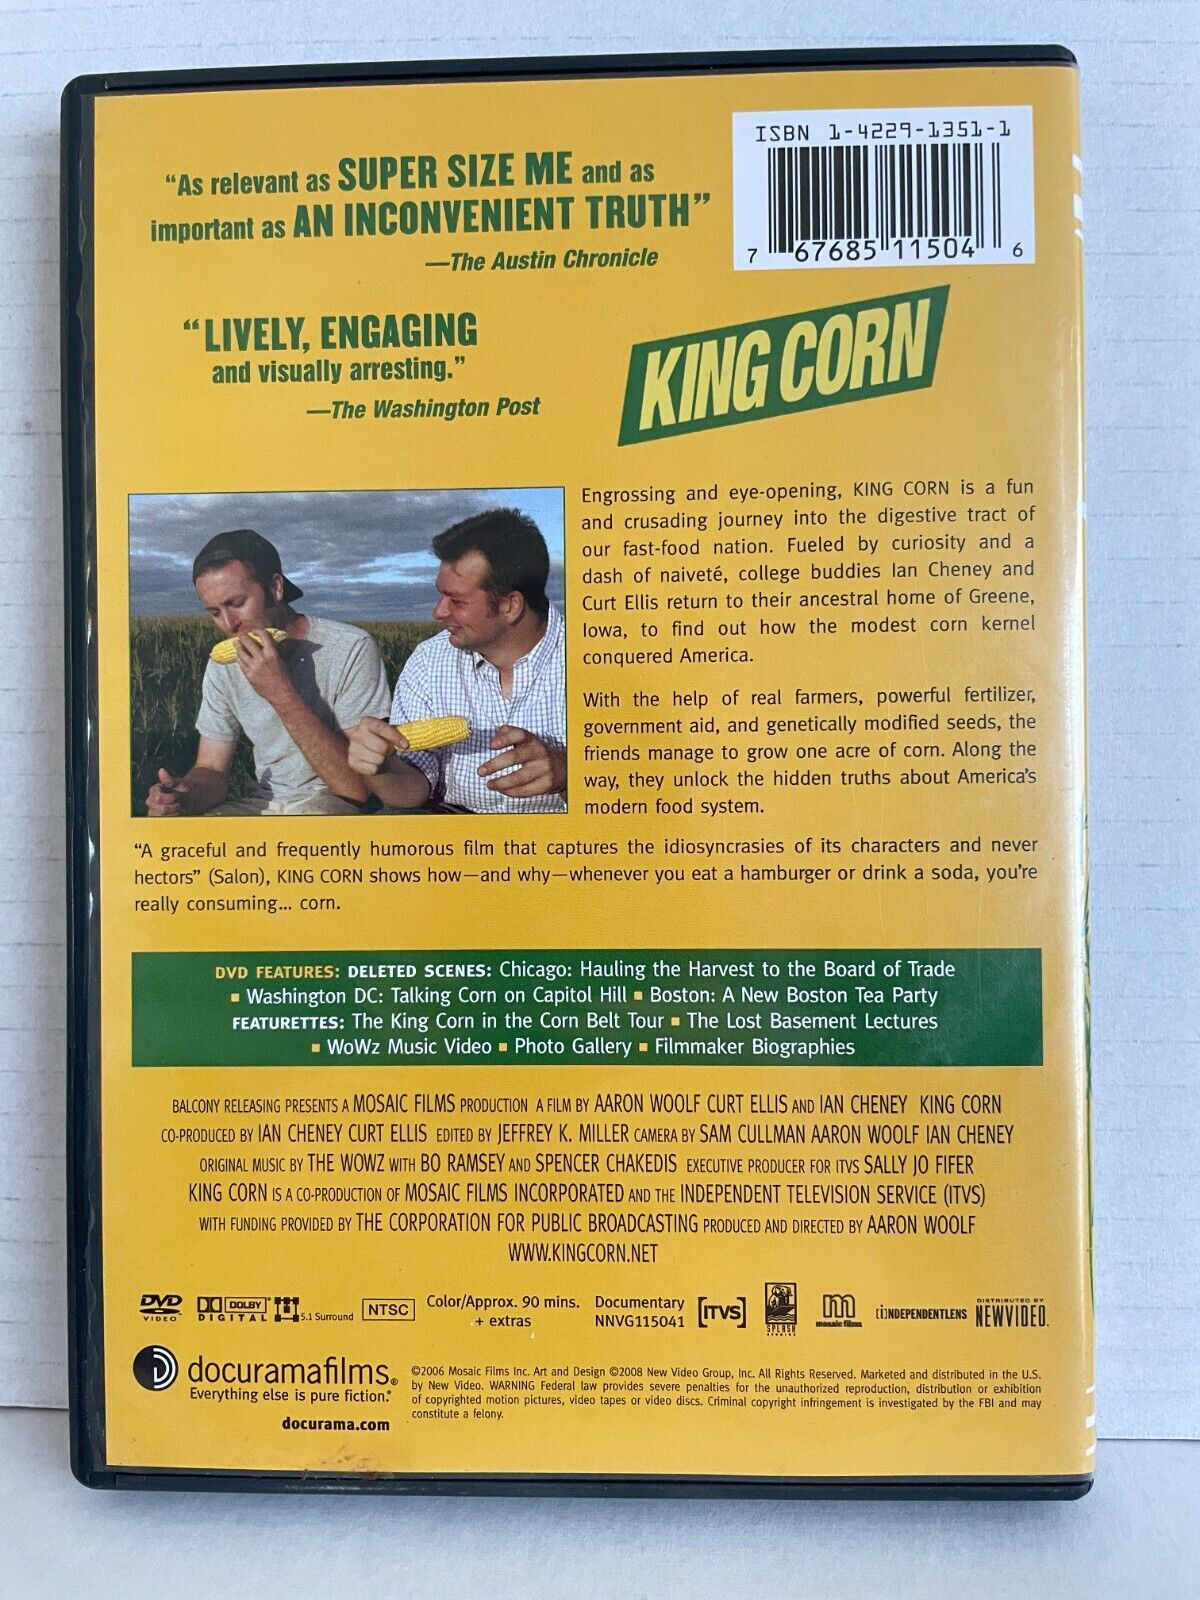 ISBN 1-4229-1351-1
7 67685 11504 6
“As relevant as SUPER SIZE ME and as
important as AN INCONVENIENT TRUTH”
—The Austin Chronicle
“LIVELY, ENGAGING
and visually arresting.”
—The Washington Post
KING CORN
Engrossing and eye-opening, KING CORN is a fun
and crusading journey into the digestive tract of
our fast-food nation. Fueled by curiosity and a
dash of naiveté, college buddies Ian Cheney and
Curt Ellis return to their ancestral home of Greene,
Iowa, to find out how the modest corn kernel
conquered America.
With the help of real farmers, powerful fertilizer,
government aid, and genetically modified seeds, the
friends manage to grow one acre of corn. Along the
way, they unlock the hidden truths about America's
modern food system.
“A graceful and frequently humorous film that captures the idiosyncrasies of its characters and never
hectors” (Salon), KING CORN shows how—and why—whenever you eat a hamburger or drink a soda, you're
really consuming... corn.
DVD FEATURES: DELETED SCENES: Chicago: Hauling the Harvest to the Board of Trade
▪ Washington DC: Talking Corn on Capitol Hill ▪ Boston: A New Boston Tea Party
FEATURETTES: The King Corn in the Corn Belt Tour ▪ The Lost Basement Lectures
▪ WoWz Music Video ▪ Photo Gallery ▪ Filmmaker Biographies
BALCONY RELEASING PRESENTS A MOSAIC FILMS PRODUCTION A FILM BY AARON WOOLF CURT ELLIS AND IAN CHENEY KING CORN
CO-PRODUCED BY IAN CHENEY CURT ELLIS EDITED BY JEFFREY K. MILLER CAMERA BY SAM CULLMAN AARON WOOLF IAN CHENEY
ORIGINAL MUSIC BY THE WOWZ WITH BO RAMSEY AND SPENCER CHAKEDIS EXECUTIVE PRODUCER FOR ITVS SALLY JO FIFER
KING CORN IS A CO-PRODUCTION OF MOSAIC FILMS INCORPORATED AND THE INDEPENDENT TELEVISION SERVICE (ITVS)
WITH FUNDING PROVIDED BY THE CORPORATION FOR PUBLIC BROADCASTING PRODUCED AND DIRECTED BY AARON WOOLF
WWW.KINGCORN.NET
DVD VIDEO DOLBY DIGITAL 5.1 Surround NTSC Color/Approx. 90 mins. + extras Documentary NNVG115041 [ITVS] SPLASH STUDIOS m mosaic films [i]NDEPENDENTLENS DISTRIBUTED BY NEWVIDEO.
docuramafilms®
Everything else is pure fiction.®
docurama.com
©2006 Mosaic Films Inc. Art and Design ©2008 New Video Group, Inc. All Rights Reserved. Marketed and distributed in the U.S.
by New Video. WARNING Federal law provides severe penalties for the unauthorized reproduction, distribution or exhibition
of copyrighted motion pictures, video tapes or video discs. Criminal copyright infringement is investigated by the FBI and may
constitute a felony.